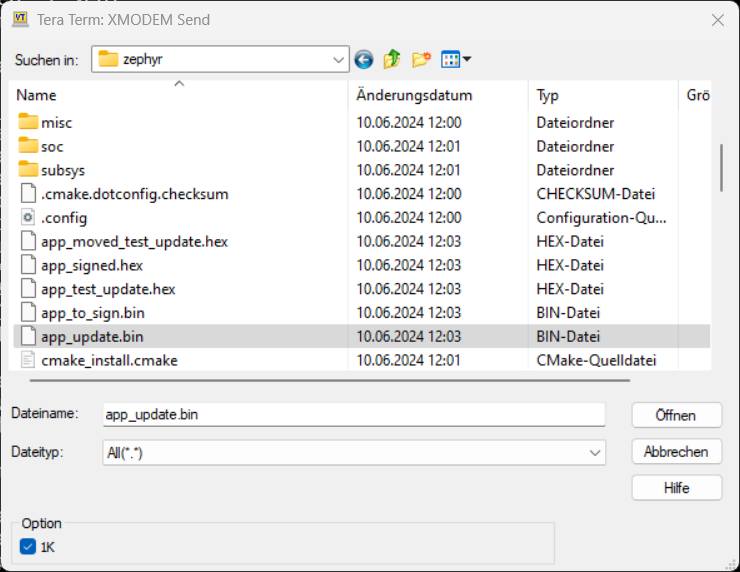 Tera Term: XMODEM Send
Suchen in: zephyr
Name Änderungsdatum Typ Grö
misc 10.06.2024 12:00 Dateiordner
soc 10.06.2024 12:01 Dateiordner
subsys 10.06.2024 12:01 Dateiordner
.cmake.dotconfig.checksum 10.06.2024 12:00 CHECKSUM-Datei
.config 10.06.2024 12:00 Configuration-Qu...
app_moved_test_update.hex 10.06.2024 12:03 HEX-Datei
app_signed.hex 10.06.2024 12:03 HEX-Datei
app_test_update.hex 10.06.2024 12:03 HEX-Datei
app_to_sign.bin 10.06.2024 12:03 BIN-Datei
app_update.bin 10.06.2024 12:03 BIN-Datei
cmake_install.cmake 10.06.2024 12:01 CMake-Quelldatei
Dateiname: app_update.bin Öffnen
Dateityp: All(*.*) Abbrechen
Hilfe
Option
1K